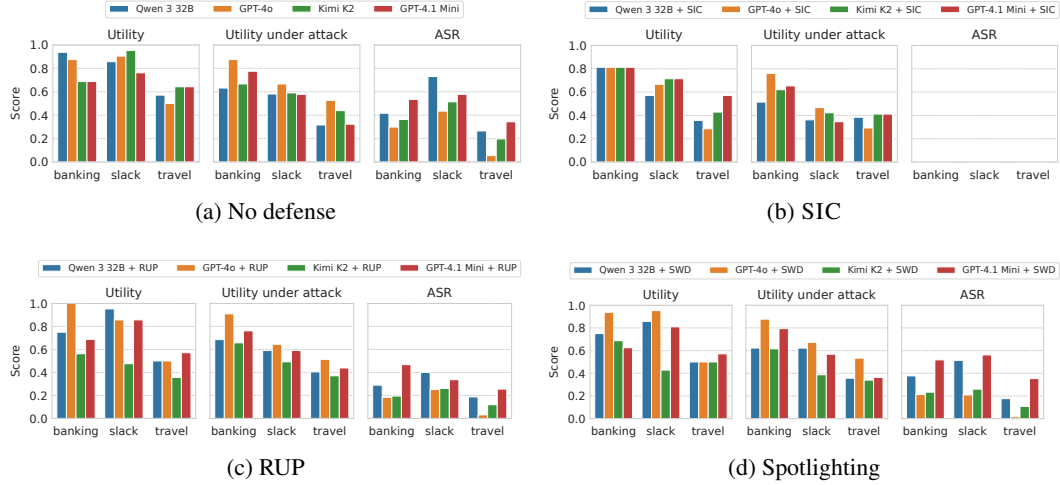 Qwen 3 32B GPT-4o Kimi K2 GPT-4.1 Mini
Utility Utility under attack ASR
Score
1.0
0.8
0.6
0.4
0.2
0.0
banking slack travel banking slack travel banking slack travel
(a) No defense
Qwen 3 32B + SIC GPT-4o + SIC Kimi K2 + SIC GPT-4.1 Mini + SIC
Utility Utility under attack ASR
Score
1.0
0.8
0.6
0.4
0.2
0.0
banking slack travel banking slack travel banking slack travel
(b) SIC
Qwen 3 32B + RUP GPT-4o + RUP Kimi K2 + RUP GPT-4.1 Mini + RUP
Utility Utility under attack ASR
Score
1.0
0.8
0.6
0.4
0.2
0.0
banking slack travel banking slack travel banking slack travel
(c) RUP
Qwen 3 32B + SWD GPT-4o + SWD Kimi K2 + SWD GPT-4.1 Mini + SWD
Utility Utility under attack ASR
Score
1.0
0.8
0.6
0.4
0.2
0.0
banking slack travel banking slack travel banking slack travel
(d) Spotlighting